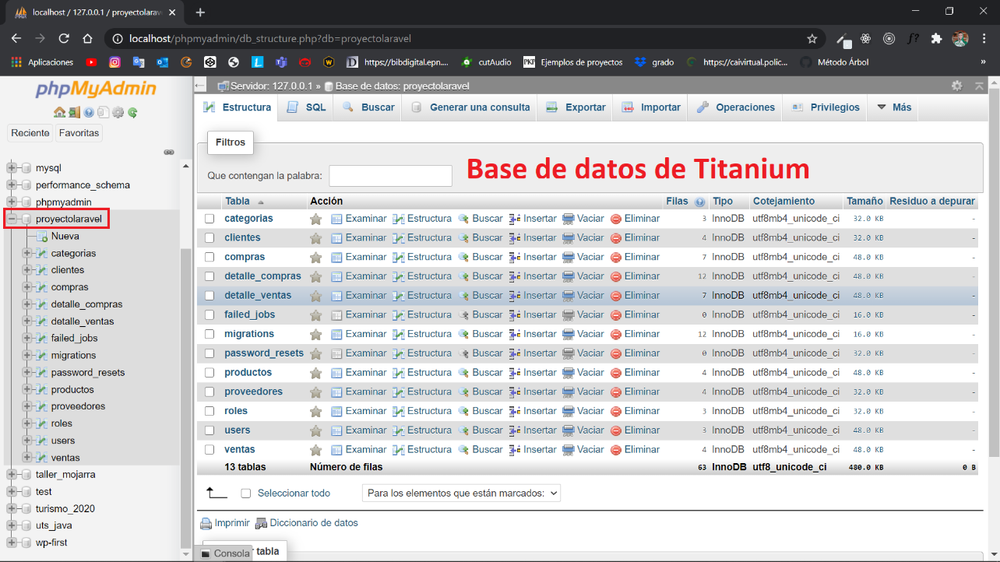 localhost / 127.0.0.1 / proyectolarav
localhost/phpmyadmin/db_structure.php?db=proyectolaravel
Aplicaciones https://bibdigital.epn.... cutAudio Ejemplos de proyectos grado https://caivirtual.polic... Método Árbol »
phpMyAdmin
Reciente Favoritas
mysql
performance_schema
phpmyadmin
proyectolaravel
Nueva
categorias
clientes
compras
detalle_compras
detalle_ventas
failed_jobs
migrations
password_resets
productos
proveedores
roles
users
ventas
taller_mojarra
test
turismo_2020
uts_java
wp-first
Servidor: 127.0.0.1 » Base de datos: proyectolaravel
Estructura SQL Buscar Generar una consulta Exportar Importar Operaciones Privilegios Más
Filtros
Que contengan la palabra:
Base de datos de Titanium
Tabla Acción Filas Tipo Cotejamiento Tamaño Residuo a depurar
categorias Examinar Estructura Buscar Insertar Vaciar Eliminar 3 InnoDB utf8mb4_unicode_ci 32.0 KB -
clientes Examinar Estructura Buscar Insertar Vaciar Eliminar 4 InnoDB utf8mb4_unicode_ci 32.0 KB -
compras Examinar Estructura Buscar Insertar Vaciar Eliminar 7 InnoDB utf8mb4_unicode_ci 48.0 KB -
detalle_compras Examinar Estructura Buscar Insertar Vaciar Eliminar 12 InnoDB utf8mb4_unicode_ci 48.0 KB -
detalle_ventas Examinar Estructura Buscar Insertar Vaciar Eliminar 7 InnoDB utf8mb4_unicode_ci 48.0 KB -
failed_jobs Examinar Estructura Buscar Insertar Vaciar Eliminar 0 InnoDB utf8mb4_unicode_ci 16.0 KB -
migrations Examinar Estructura Buscar Insertar Vaciar Eliminar 12 InnoDB utf8mb4_unicode_ci 16.0 KB -
password_resets Examinar Estructura Buscar Insertar Vaciar Eliminar 0 InnoDB utf8mb4_unicode_ci 32.0 KB -
productos Examinar Estructura Buscar Insertar Vaciar Eliminar 4 InnoDB utf8mb4_unicode_ci 48.0 KB -
proveedores Examinar Estructura Buscar Insertar Vaciar Eliminar 4 InnoDB utf8mb4_unicode_ci 32.0 KB -
roles Examinar Estructura Buscar Insertar Vaciar Eliminar 3 InnoDB utf8mb4_unicode_ci 32.0 KB -
users Examinar Estructura Buscar Insertar Vaciar Eliminar 3 InnoDB utf8mb4_unicode_ci 48.0 KB -
ventas Examinar Estructura Buscar Insertar Vaciar Eliminar 4 InnoDB utf8mb4_unicode_ci 48.0 KB -
13 tablas Número de filas 63 InnoDB utf8_unicode_ci 480.0 KB 0 B
Seleccionar todo Para los elementos que están marcados:
Imprimir Diccionario de datos
Consola tabla